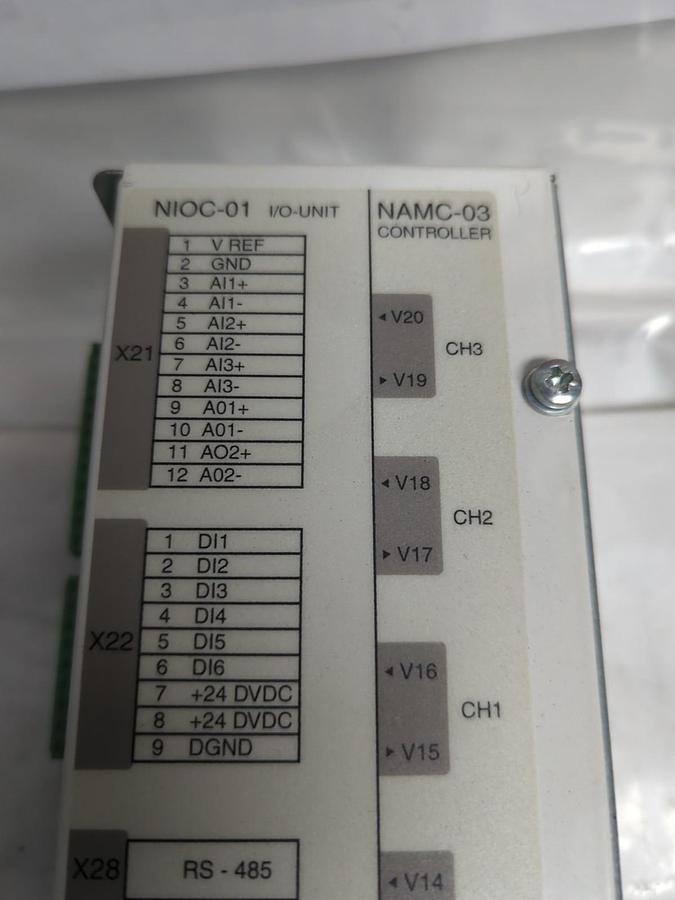 NIOC-01 I/O-UNIT
X21
1 V REF
2 GND
3 AI1+
4 AI1-
5 AI2+
6 AI2-
7 AI3+
8 AI3-
9 A01+
10 A01-
11 AO2+
12 A02-
X22
1 DI1
2 DI2
3 DI3
4 DI4
5 DI5
6 DI6
7 +24 DVDC
8 +24 DVDC
9 DGND
X28
RS - 485
NAMC-03
CONTROLLER
◂ V20
CH3
▸ V19
◂ V18
CH2
▸ V17
◂ V16
CH1
▸ V15
◂ V14